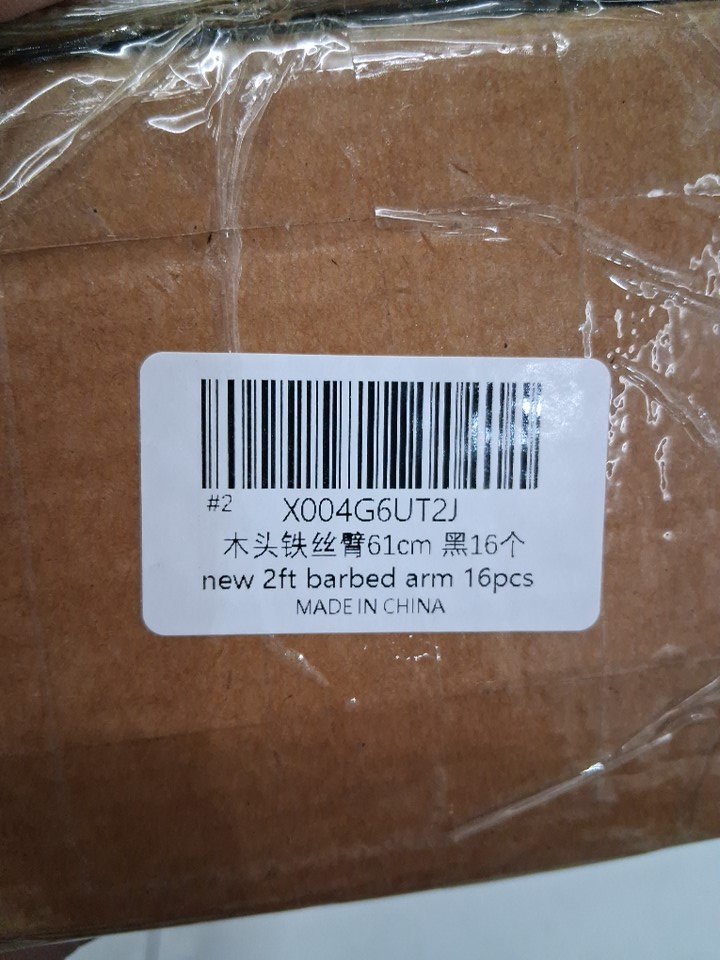 #2
X004G6UT2J
木头铁丝臂61cm 黑16个
new 2ft barbed arm 16pcs
MADE IN CHINA